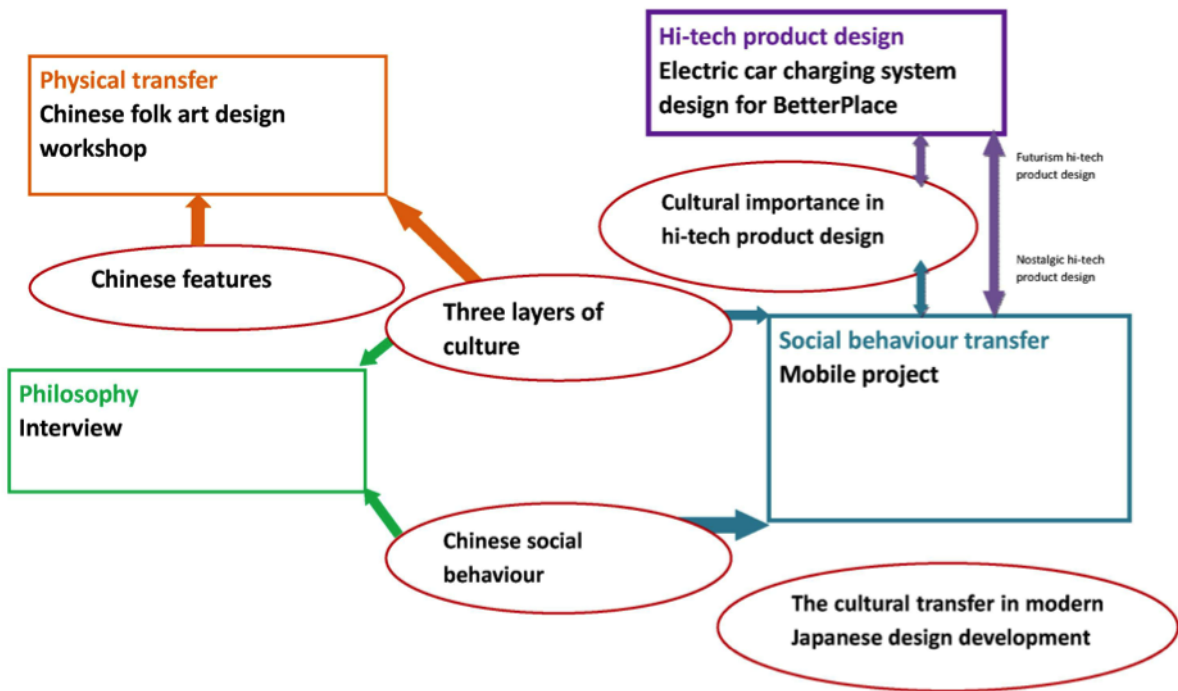 Physical transfer
Chinese folk art design
workshop
Hi-tech product design
Electric car charging system
design for BetterPlace
Futurism hi-tech
product design
Cultural importance in
hi-tech product design
Chinese features
Nostalgic hi-tech
product design
Three layers of
culture
Social behaviour transfer
Mobile project
Philosophy
Interview
Chinese social
behaviour
The cultural transfer in modern
Japanese design development